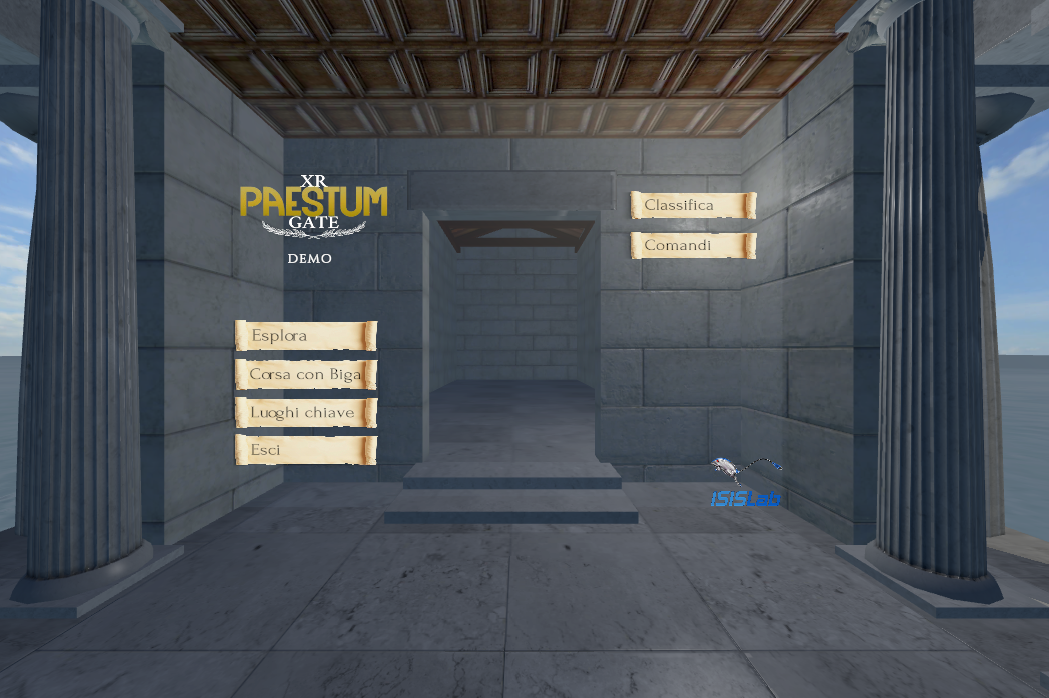 XR
PAESTUM
GATE
DEMO
Esplora
Corsa con Biga
Luoghi chiave
Esci
Classifica
Comandi
ISISLab